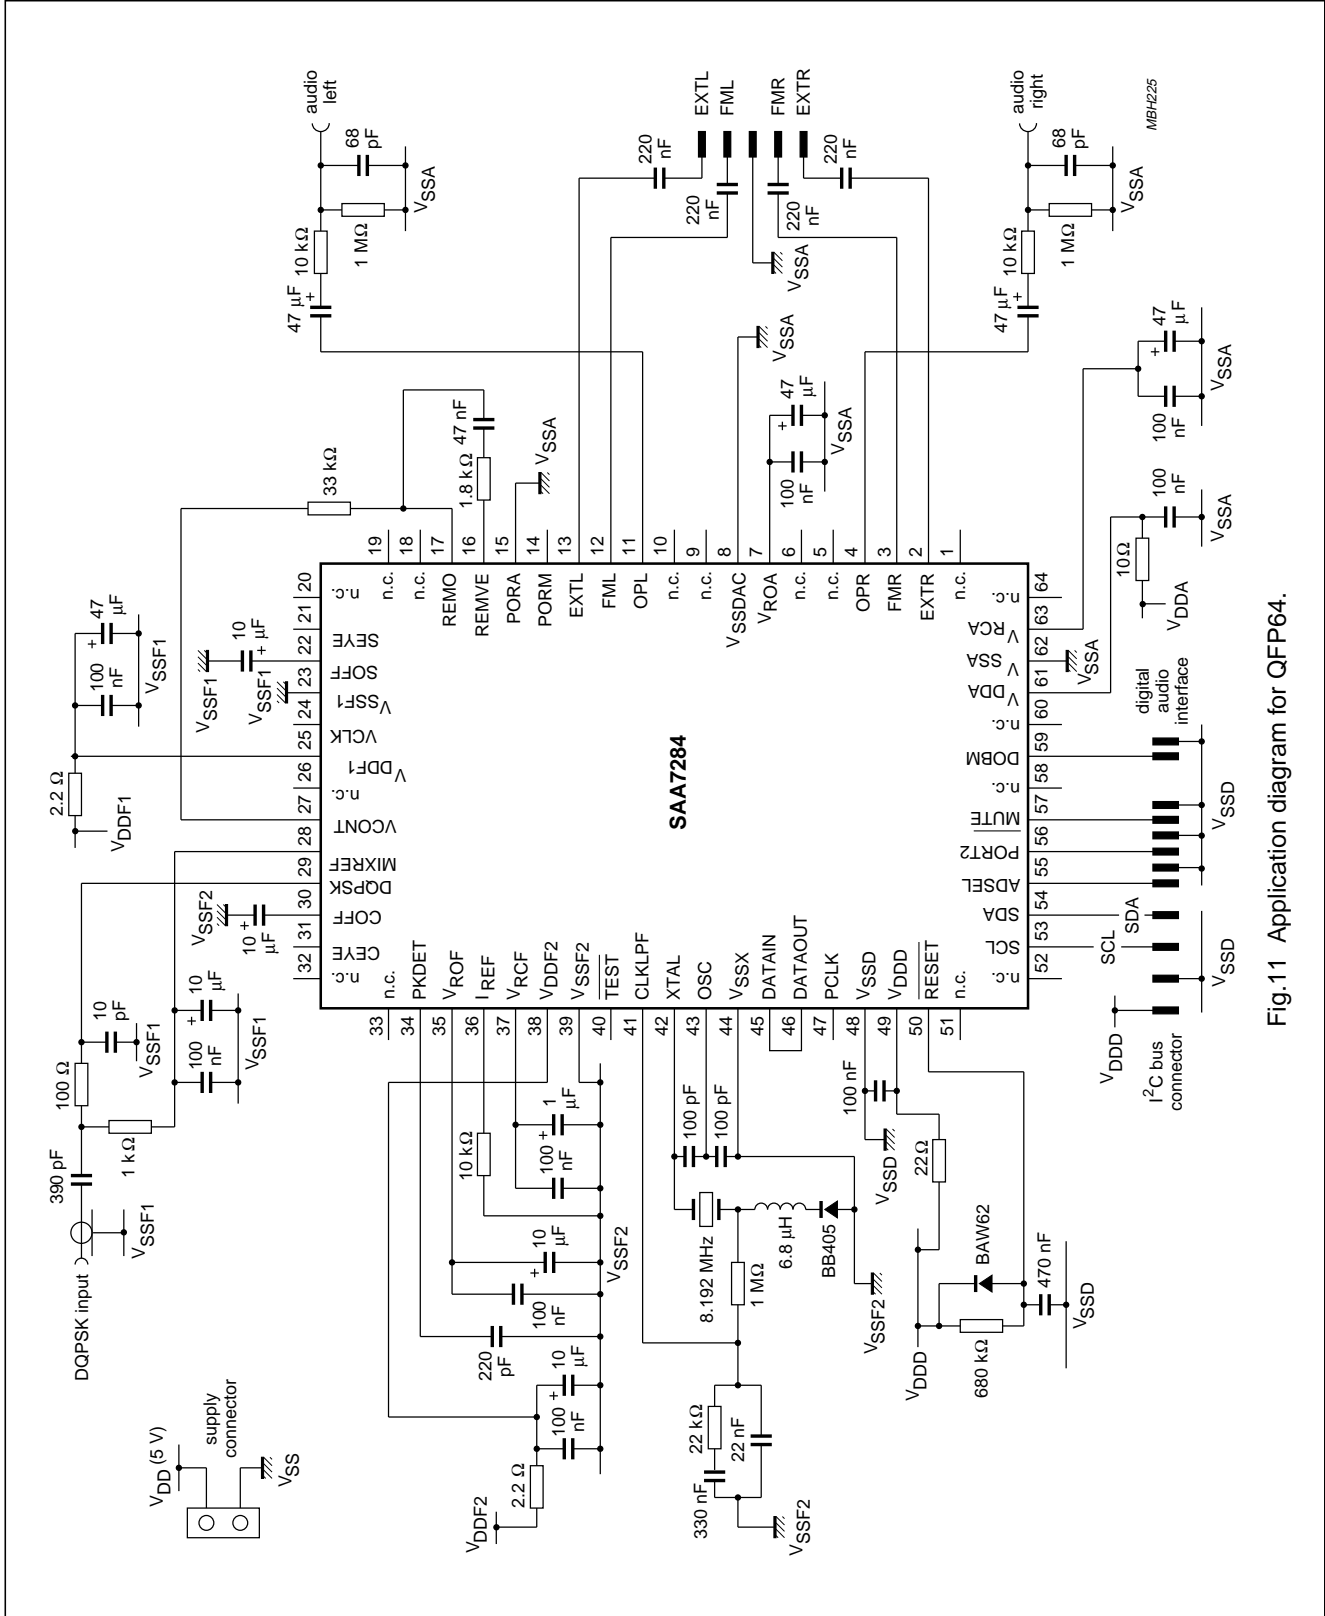 DQPSK input
390 pF
100 Ω
10
pF
VSSF1
1 kΩ
VSSF1
100
nF
10
µF
VSSF1
VSSF2
10
µF
VDDF1
2.2 Ω
100
nF
47
µF
VSSF1
VSSF1
VSSF1
10
µF
33 kΩ
1.8 kΩ
47 nF
VSSA
47 µF
10 kΩ
1 MΩ
68
pF
VSSA
audio
left
220
nF
220
nF
EXTL
FML
FMR
EXTR
220
nF
220
nF
VSSA
VSSA
100
nF
47
µF
VSSA
47 µF
10 kΩ
1 MΩ
68
pF
VSSA
audio
right
MBH225
VDD (5 V)
supply
connector
VSS
SAA7284
32
n.c.
31
CEYE
30
COFF
29
DQPSK
28
MIXREF
27
VCONT
26
n.c.
25
VDDF1
24
VCLK
23
VSSF1
22
SOFF
21
SEYE
20
n.c.
19
n.c.
18
n.c.
17
REMO
16
REMVE
15
PORA
14
PORM
13
EXTL
12
FML
11
OPL
10
n.c.
9
n.c.
8
VSSDAC
7
VROA
6
n.c.
5
n.c.
4
OPR
3
FMR
2
EXTR
1
n.c.
33
n.c.
34
PKDET
35
VROF
36
IREF
37
VRCF
38
VDDF2
39
VSSF2
40
TEST
41
CLKLPF
42
XTAL
43
OSC
44
VSSX
45
DATAIN
46
DATAOUT
47
PCLK
48
VSSD
49
VDDD
50
RESET
51
n.c.
52
n.c.
53
SCL
54
SDA
55
ADSEL
56
PORT2
57
MUTE
58
n.c.
59
DOBM
60
n.c.
61
VDDA
62
VSSA
63
VRCA
64
n.c.
VDDF2
2.2 Ω
100
nF
10
µF
220
pF
100
nF
10
µF
10 kΩ
100
nF
1
µF
VSSF2
330 nF
22 kΩ
22 nF
VSSF2
1 MΩ
8.192 MHz
6.8 µH
BB405
VSSF2
100 pF
100 pF
100 nF
VSSD
22Ω
VDDD
680 kΩ
BAW62
470 nF
VSSD
VDDD
I2C bus
connector
SCL
SDA
VSSD
VSSD
digital
audio
interface
VSSA
VDDA
10Ω
100
nF
VSSA
100
nF
47
µF
VSSA
Fig.11 Application diagram for QFP64.